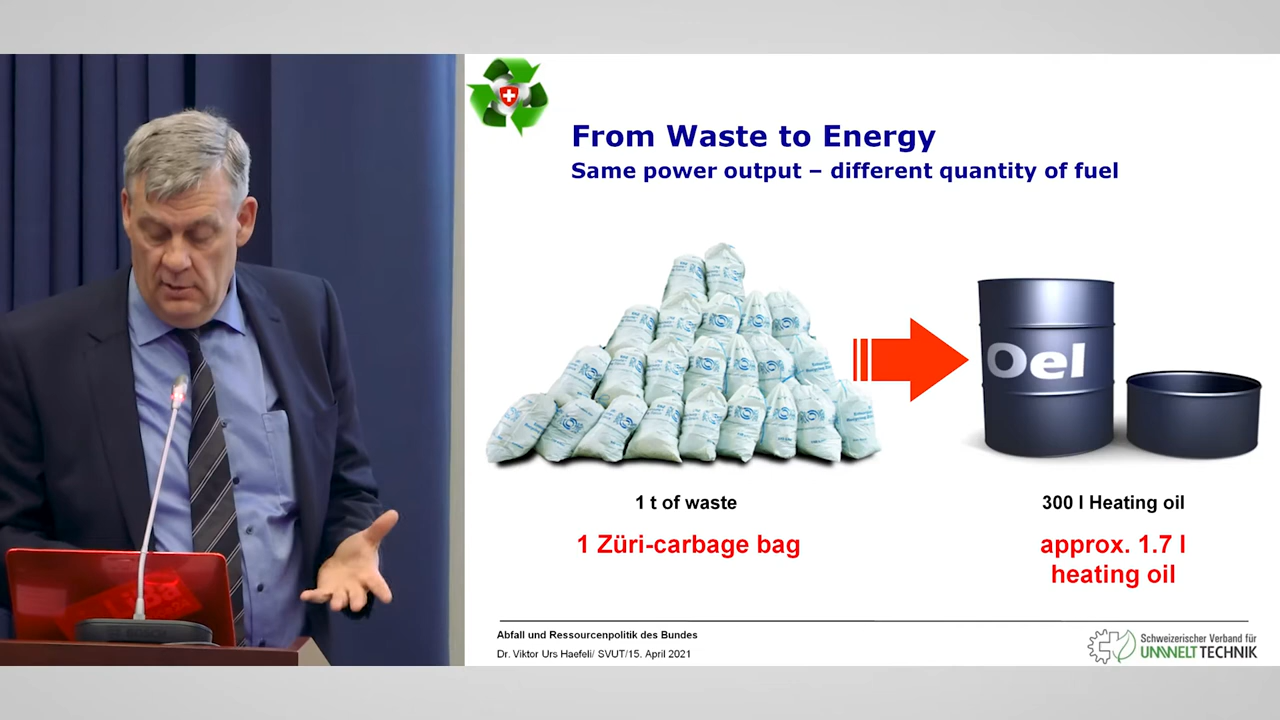 From Waste to Energy
Same power output – different quantity of fuel
Oel
1 t of waste
300 l Heating oil
1 Züri-carbage bag
approx. 1.7 l
heating oil
Abfall und Ressourcenpolitik des Bundes
Dr. Viktor Urs Haefeli/ SVUT/15. April 2021
Schweizerischer Verband für
UMWELT TECHNIK